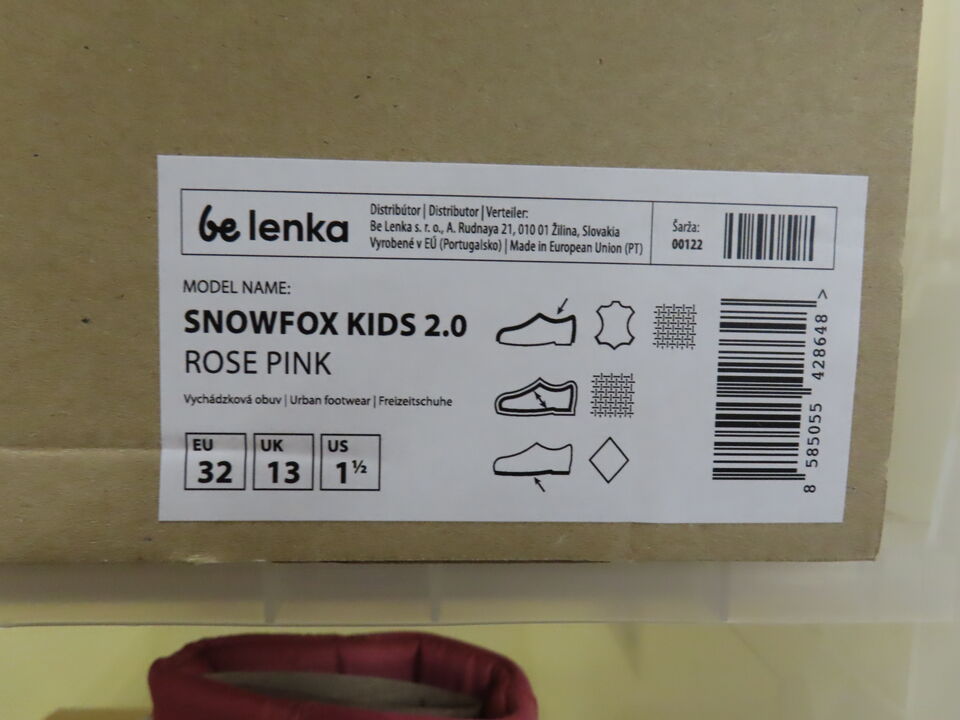 be lenka
Distribútor | Distributor | Verteiler:
Be Lenka s. r. o., A. Rudnaya 21, 010 01 Žilina, Slovakia
Vyrobené v EÚ (Portugalsko) | Made in European Union (PT)
Šarža:
00122
MODEL NAME:
SNOWFOX KIDS 2.0
ROSE PINK
Vychádzková obuv | Urban footwear | Freizeitschuhe
EU
32
UK
13
US
1½
8 585055 428648 >